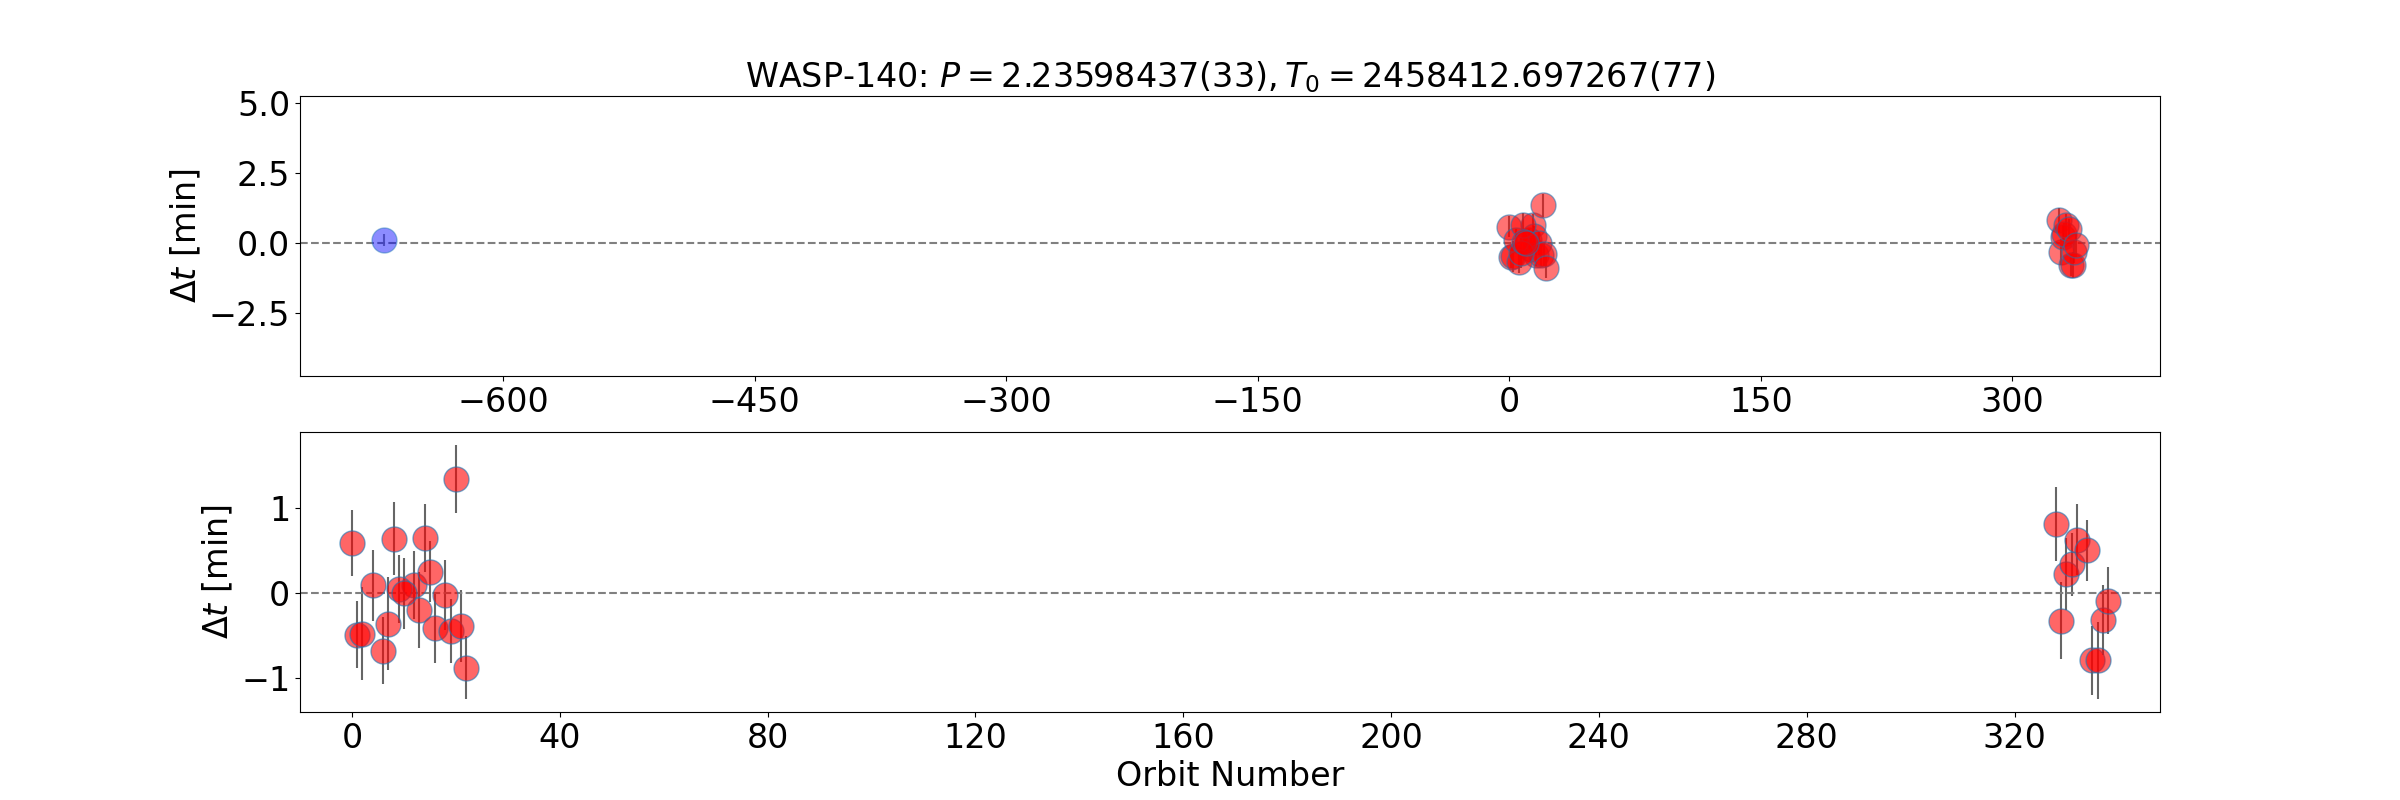 WASP-140: P = 2.23598437(33), T₀ = 2458412.697267(77)
5.0
2.5
0.0
−2.5
Δt [min]
−600 −450 −300 −150 0 150 300
1
0
−1
Δt [min]
0 40 80 120 160 200 240 280 320
Orbit Number